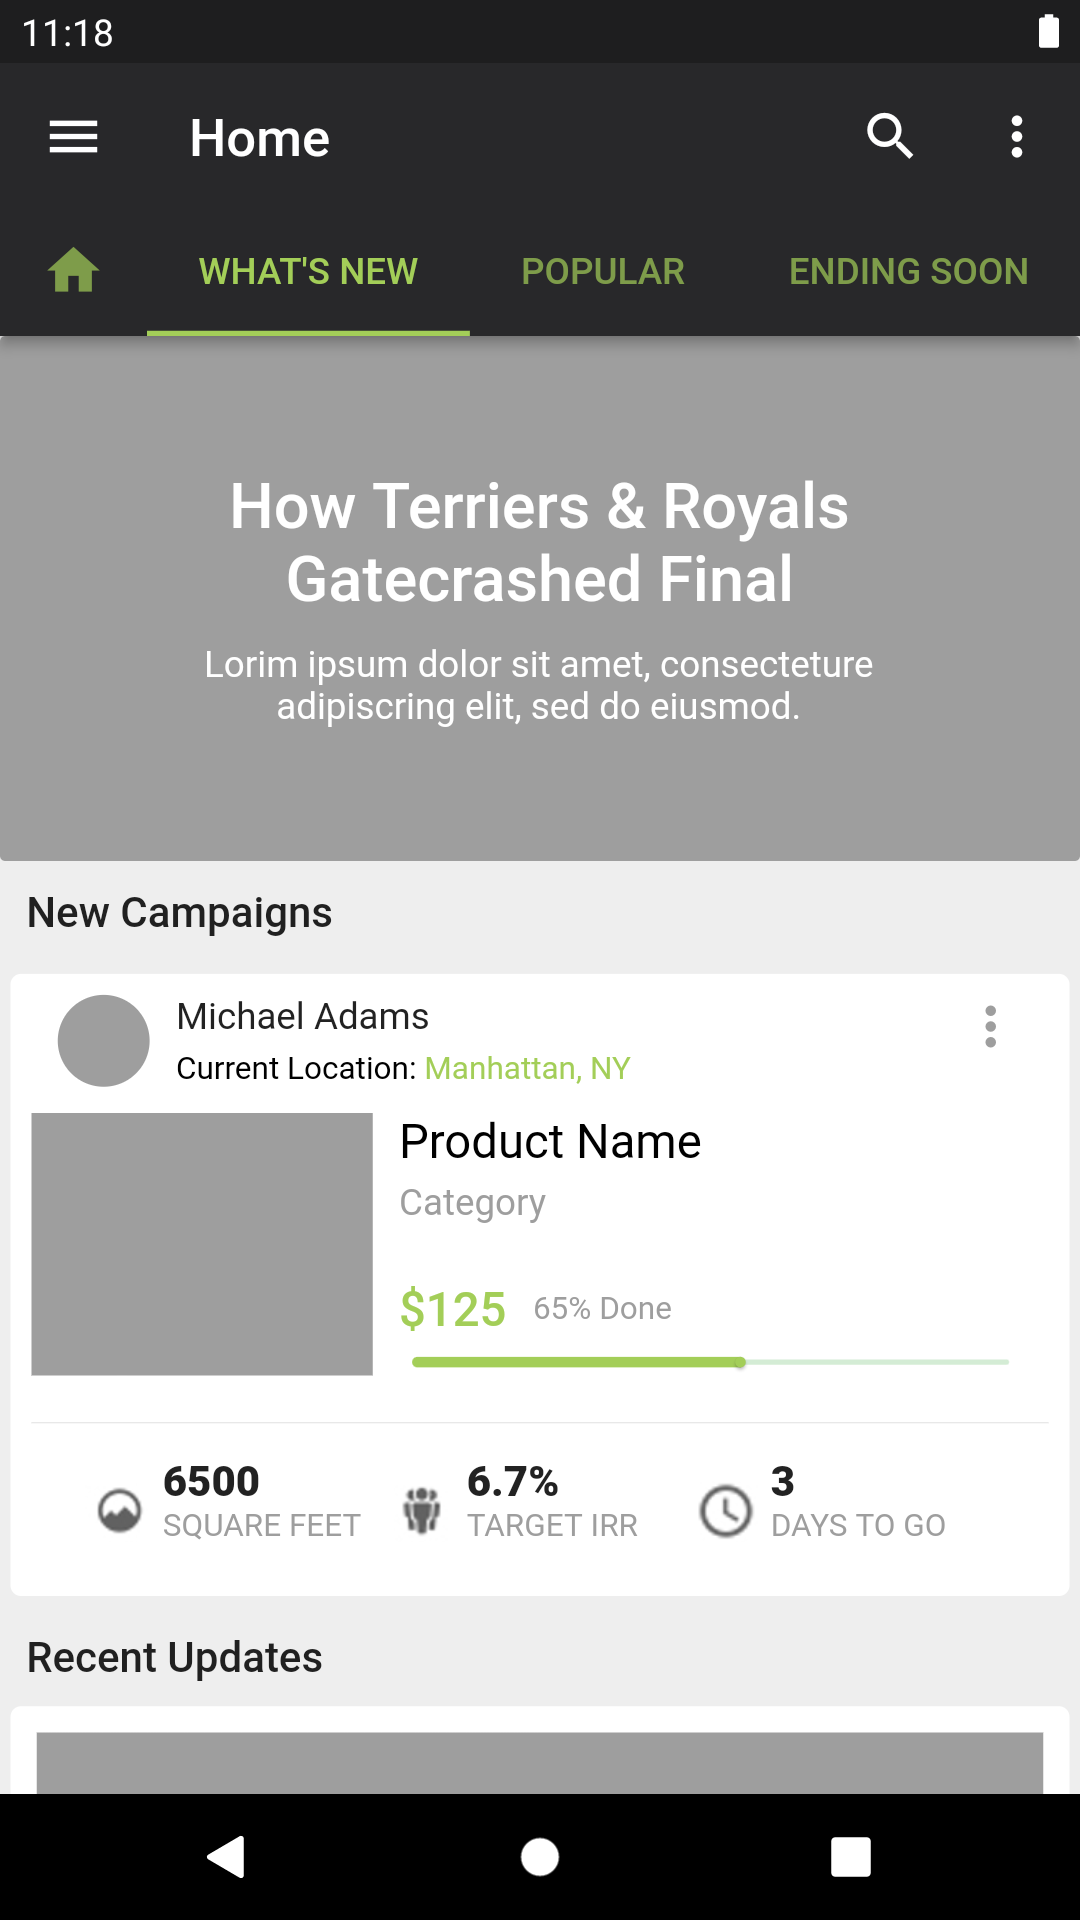 11:18
Home
WHAT'S NEW
POPULAR
ENDING SOON
How Terriers & Royals
Gatecrashed Final
Lorim ipsum dolor sit amet, consecteture
adipiscring elit, sed do eiusmod.
New Campaigns
Michael Adams
Current Location: Manhattan, NY
Product Name
Category
$125 65% Done
6500
SQUARE FEET
6.7%
TARGET IRR
3
DAYS TO GO
Recent Updates